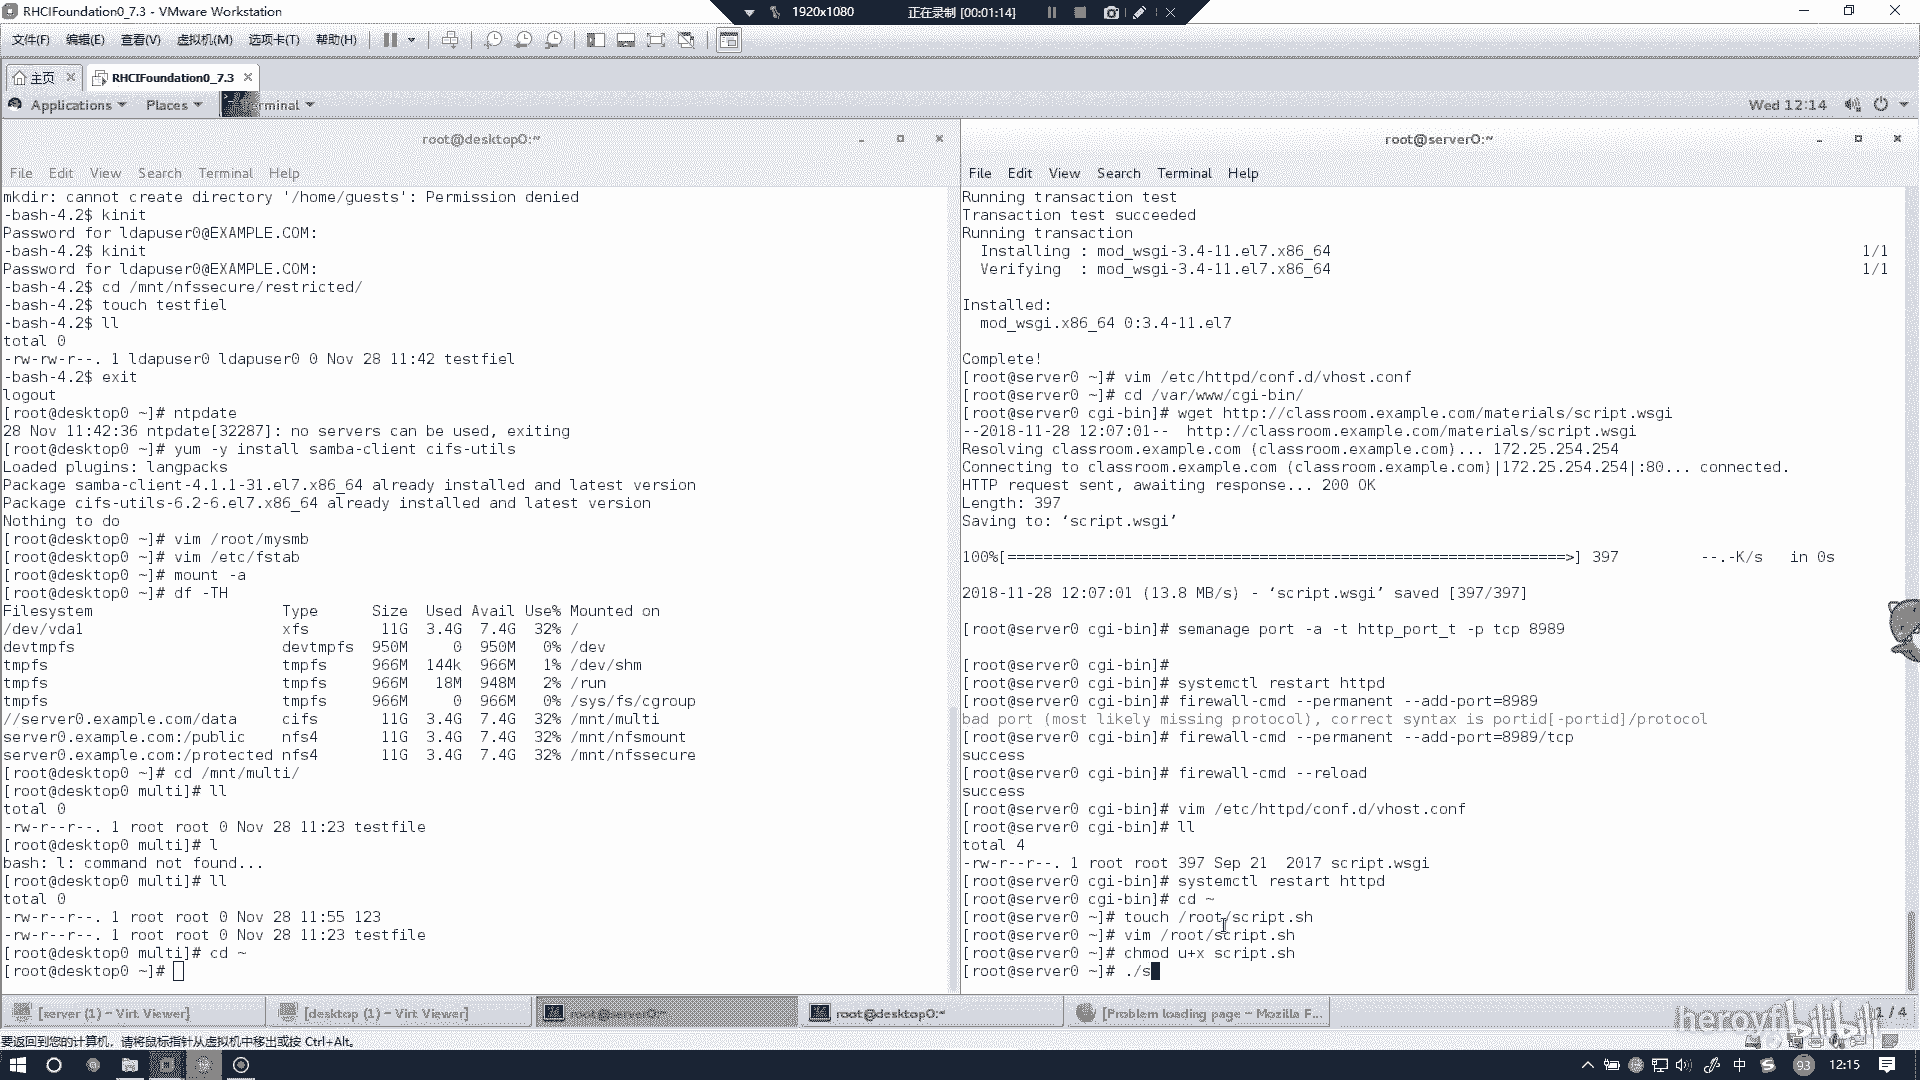 RHCIFoundation0_7.3 - VMware Workstation
1920x1080
正在录制 [00:01:14]
文件(F) 编辑(E) 查看(V) 虚拟机(M) 选项卡(T) 帮助(H)
主页
RHCIFoundation0_7.3
Applications Places Terminal
Wed 12:14
root@desktop0:~
File Edit View Search Terminal Help
mkdir: cannot create directory '/home/guests': Permission denied
-bash-4.2$ kinit
Password for ldapuser0@EXAMPLE.COM:
-bash-4.2$ kinit
Password for ldapuser0@EXAMPLE.COM:
-bash-4.2$ cd /mnt/nfssecure/restricted/
-bash-4.2$ touch testfiel
-bash-4.2$ ll
total 0
-rw-rw-r--. 1 ldapuser0 ldapuser0 0 Nov 28 11:42 testfiel
-bash-4.2$ exit
logout
[root@desktop0 ~]# ntpdate
28 Nov 11:42:36 ntpdate[32287]: no servers can be used, exiting
[root@desktop0 ~]# yum -y install samba-client cifs-utils
Loaded plugins: langpacks
Package samba-client-4.1.1-31.el7.x86_64 already installed and latest version
Package cifs-utils-6.2-6.el7.x86_64 already installed and latest version
Nothing to do
[root@desktop0 ~]# vim /root/mysmb
[root@desktop0 ~]# vim /etc/fstab
[root@desktop0 ~]# mount -a
[root@desktop0 ~]# df -TH
Filesystem Type Size Used Avail Use% Mounted on
/dev/vda1 xfs 11G 3.4G 7.4G 32% /
devtmpfs devtmpfs 950M 0 950M 0% /dev
tmpfs tmpfs 966M 144k 966M 1% /dev/shm
tmpfs tmpfs 966M 18M 948M 2% /run
tmpfs tmpfs 966M 0 966M 0% /sys/fs/cgroup
//server0.example.com/data cifs 11G 3.4G 7.4G 32% /mnt/multi
server0.example.com:/public nfs4 11G 3.4G 7.4G 32% /mnt/nfsmount
server0.example.com:/protected nfs4 11G 3.4G 7.4G 32% /mnt/nfssecure
[root@desktop0 ~]# cd /mnt/multi/
[root@desktop0 multi]# ll
total 0
-rw-r--r--. 1 root root 0 Nov 28 11:23 testfile
[root@desktop0 multi]# l
bash: l: command not found...
[root@desktop0 multi]# ll
total 0
-rw-r--r--. 1 root root 0 Nov 28 11:55 123
-rw-r--r--. 1 root root 0 Nov 28 11:23 testfile
[root@desktop0 multi]# cd ~
[root@desktop0 ~]#
root@server0:~
File Edit View Search Terminal Help
Running transaction test
Transaction test succeeded
Running transaction
Installing : mod_wsgi-3.4-11.el7.x86_64 1/1
Verifying : mod_wsgi-3.4-11.el7.x86_64 1/1
Installed:
mod_wsgi.x86_64 0:3.4-11.el7
Complete!
[root@server0 ~]# vim /etc/httpd/conf.d/vhost.conf
[root@server0 ~]# cd /var/www/cgi-bin/
[root@server0 cgi-bin]# wget http://classroom.example.com/materials/script.wsgi
--2018-11-28 12:07:01-- http://classroom.example.com/materials/script.wsgi
Resolving classroom.example.com (classroom.example.com)... 172.25.254.254
Connecting to classroom.example.com (classroom.example.com)|172.25.254.254|:80... connected.
HTTP request sent, awaiting response... 200 OK
Length: 397
Saving to: ‘script.wsgi’
100%[==============================================================>] 397 --.-K/s in 0s
2018-11-28 12:07:01 (13.8 MB/s) - ‘script.wsgi’ saved [397/397]
[root@server0 cgi-bin]# semanage port -a -t http_port_t -p tcp 8989
[root@server0 cgi-bin]#
[root@server0 cgi-bin]# systemctl restart httpd
[root@server0 cgi-bin]# firewall-cmd --permanent --add-port=8989
bad port (most likely missing protocol), correct syntax is portid[-portid]/protocol
[root@server0 cgi-bin]# firewall-cmd --permanent --add-port=8989/tcp
success
[root@server0 cgi-bin]# firewall-cmd --reload
success
[root@server0 cgi-bin]# vim /etc/httpd/conf.d/vhost.conf
[root@server0 cgi-bin]# ll
total 4
-rw-r--r--. 1 root root 397 Sep 21 2017 script.wsgi
[root@server0 cgi-bin]# systemctl restart httpd
[root@server0 cgi-bin]# cd ~
[root@server0 ~]# touch /root/script.sh
[root@server0 ~]# vim /root/script.sh
[root@server0 ~]# chmod u+x script.sh
[root@server0 ~]# ./s
[server (1) – Virt Viewer]
[desktop (1) – Virt Viewer]
root@server0:~
root@desktop0:~
[Problem loading page – Mozilla F...
1 / 4
bilibili
要返回到您的计算机，请将鼠标指针从虚拟机中移出或按 Ctrl+Alt。
中
93
12:15